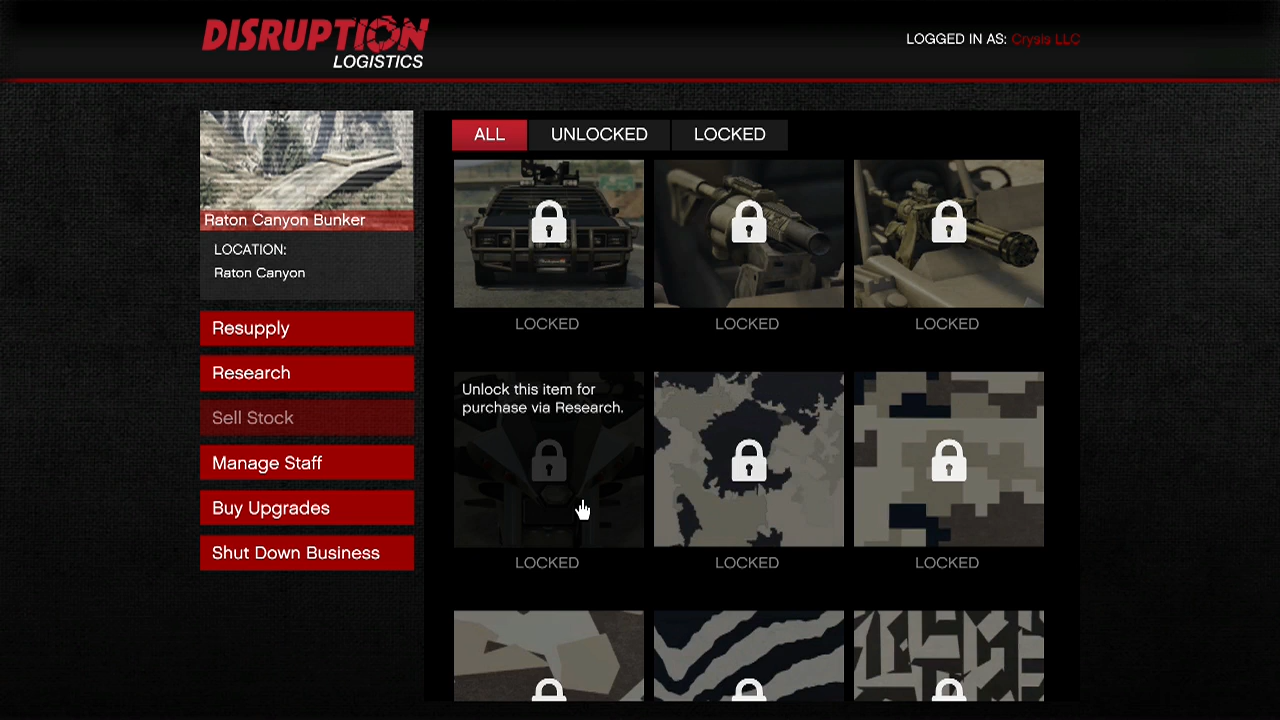 DISRUPTION
LOGISTICS
LOGGED IN AS: Crysis LLC
Raton Canyon Bunker
LOCATION:
Raton Canyon
Resupply
Research
Sell Stock
Manage Staff
Buy Upgrades
Shut Down Business
ALL
UNLOCKED
LOCKED
LOCKED
LOCKED
LOCKED
Unlock this item for
purchase via Research.
LOCKED
LOCKED
LOCKED